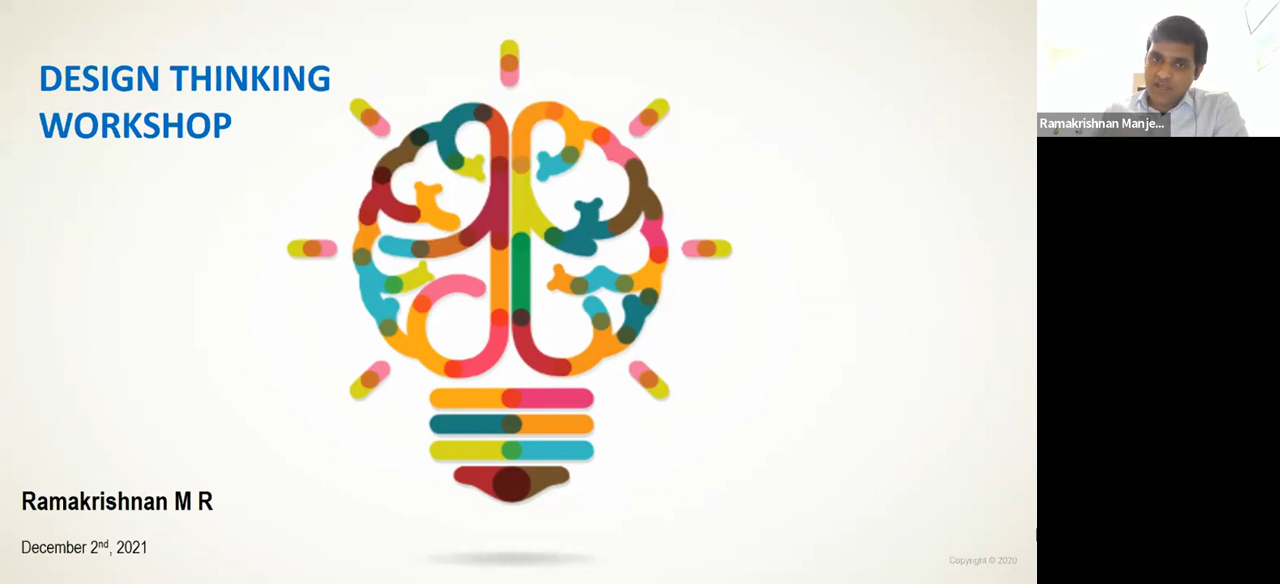 DESIGN THINKING
WORKSHOP
Ramakrishnan Manje...
Ramakrishnan M R
December 2nd, 2021
Copyright © 2020